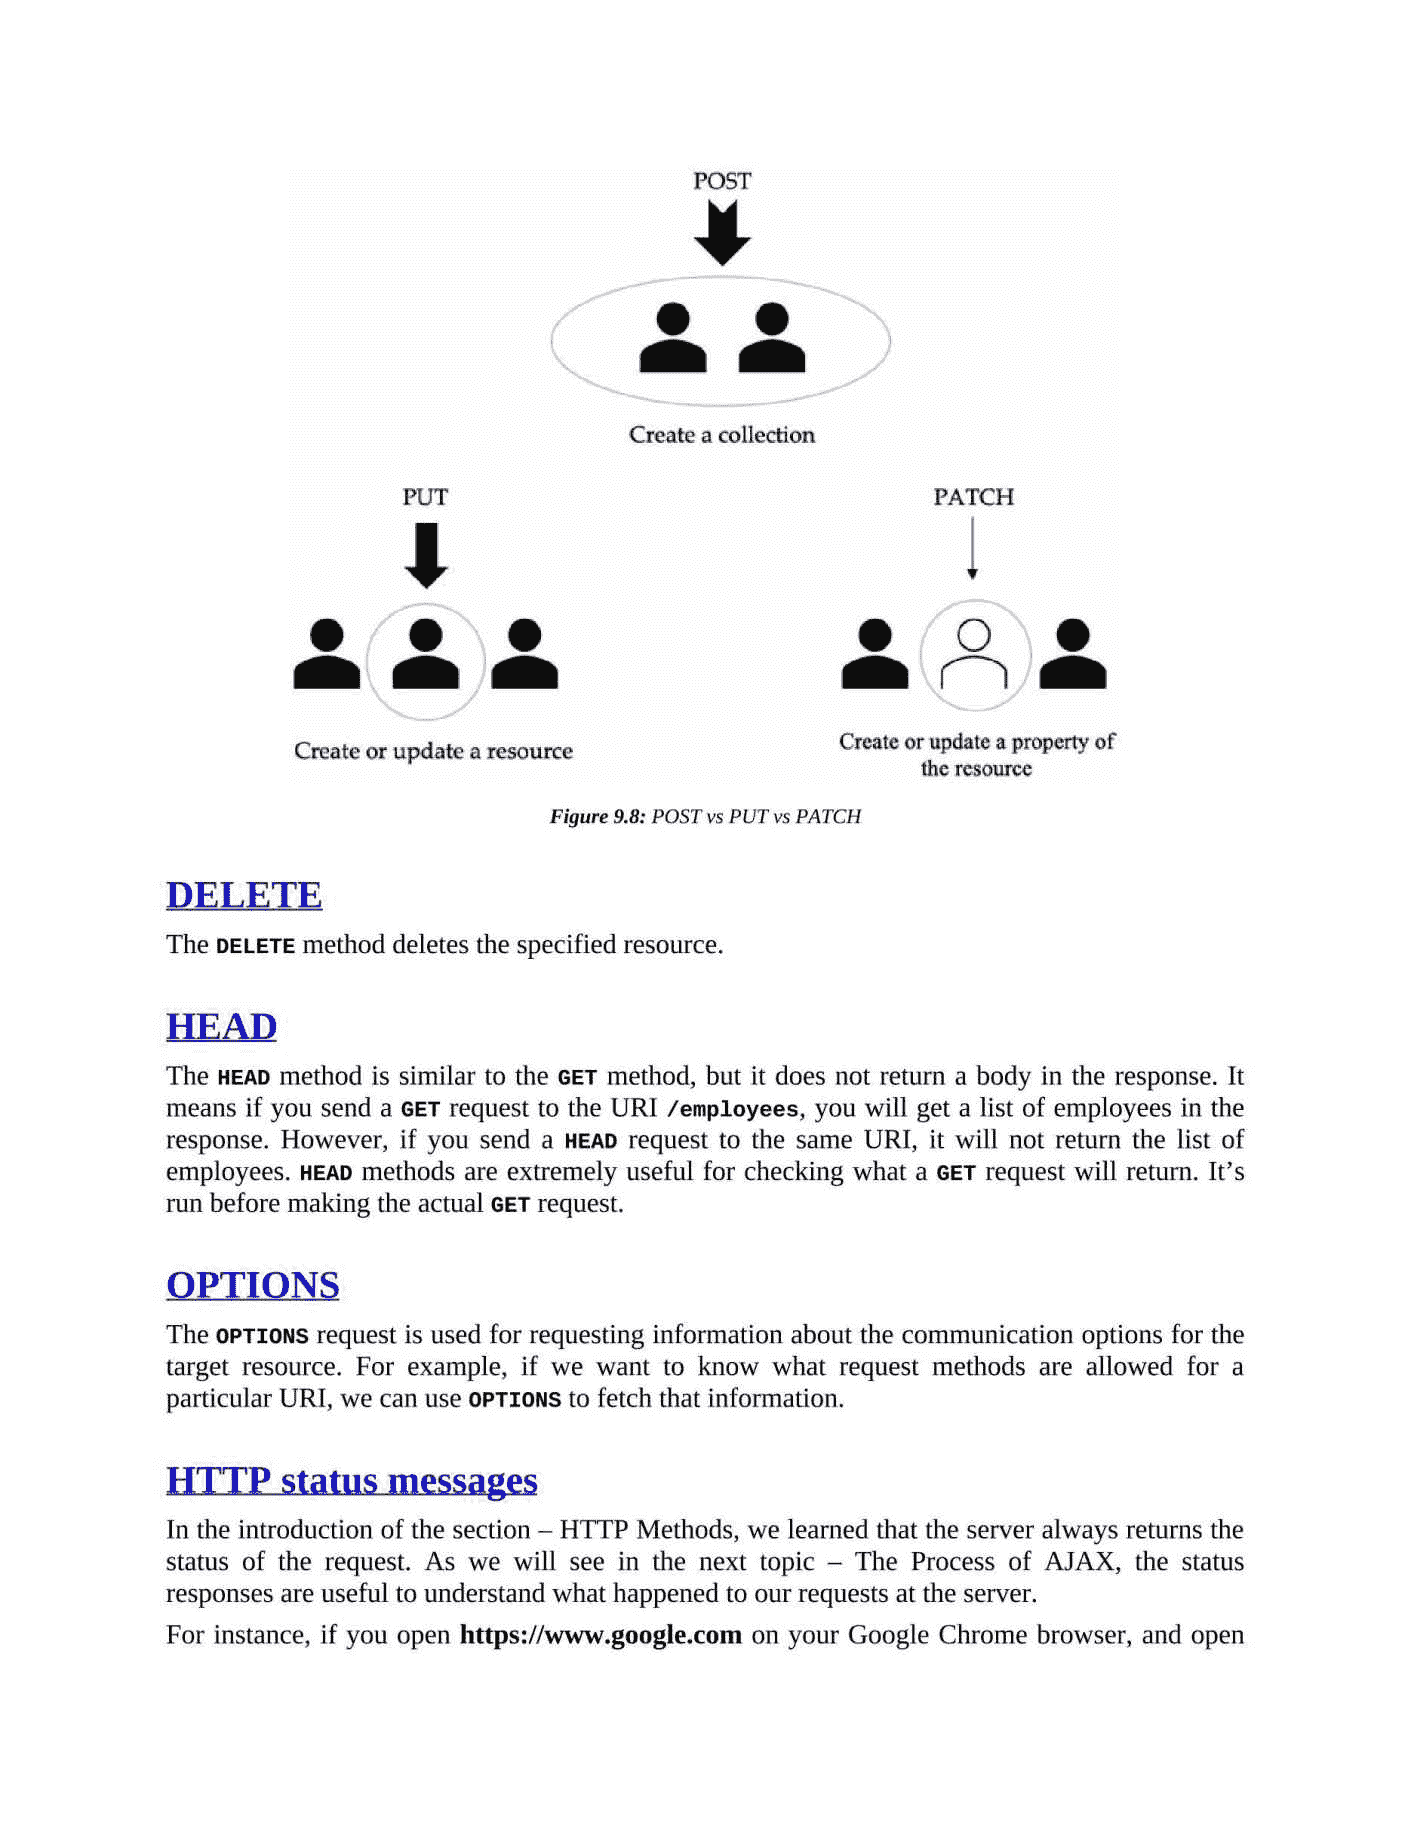 POST
Create a collection
PUT
PATCH
Create or update a resource
Create or update a property of
the resource
Figure 9.8: POST vs PUT vs PATCH
DELETE
The DELETE method deletes the specified resource.
HEAD
The HEAD method is similar to the GET method, but it does not return a body in the response. It
means if you send a GET request to the URI /employees, you will get a list of employees in the
response. However, if you send a HEAD request to the same URI, it will not return the list of
employees. HEAD methods are extremely useful for checking what a GET request will return. It’s
run before making the actual GET request.
OPTIONS
The OPTIONS request is used for requesting information about the communication options for the
target resource. For example, if we want to know what request methods are allowed for a
particular URI, we can use OPTIONS to fetch that information.
HTTP status messages
In the introduction of the section – HTTP Methods, we learned that the server always returns the
status of the request. As we will see in the next topic – The Process of AJAX, the status
responses are useful to understand what happened to our requests at the server.
For instance, if you open https://www.google.com on your Google Chrome browser, and open